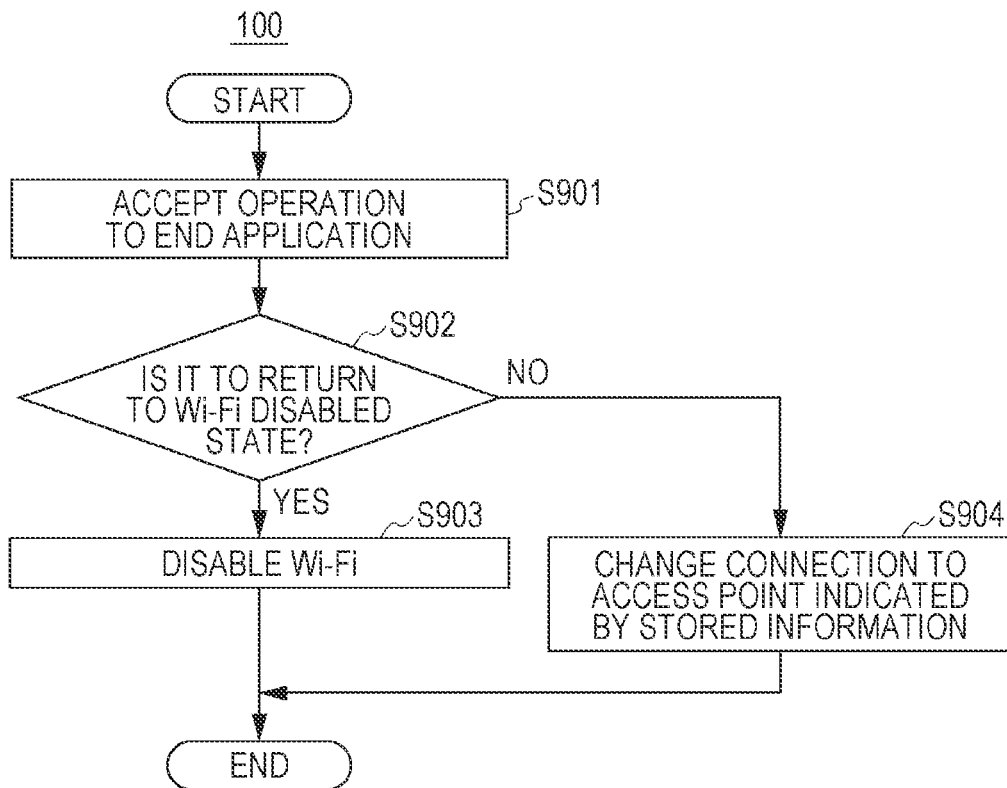 100
START
ACCEPT OPERATION
TO END APPLICATION
S901
S902
IS IT TO RETURN
TO Wi-Fi DISABLED
STATE?
NO
YES
S903
DISABLE Wi-Fi
S904
CHANGE CONNECTION TO
ACCESS POINT INDICATED
BY STORED INFORMATION
END